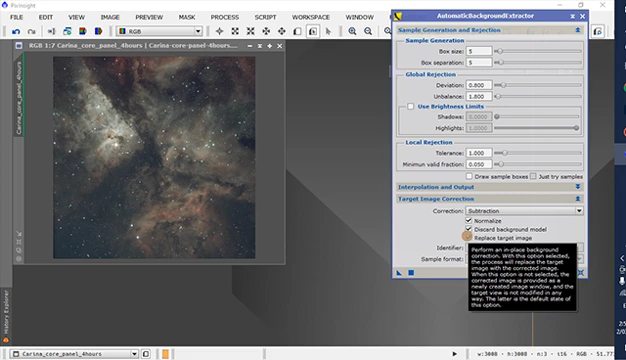 PixInsight
FILE EDIT VIEW PREVIEW MASK PROCESS SCRIPT WORKSPACE WINDOW
RGB
RGB 1:7 Carina_core_panel_4hours | Carina_core_panel_4hours...
Carina_core_panel_4hours
AutomaticBackgroundExtractor
Sample Generation and Rejection
Sample Generation
Box size: 5
Box separation: 5
Global Rejection
Deviation: 0.800
Unbalance: 1.800
Use Brightness Limits
Shadows: 0.0000
Highlights: 1.0000
Local Rejection
Tolerance: 1.000
Minimun valid fraction: 0.050
Draw sample boxes Just try samples
Interpolation and Output
Target Image Correction
Correction: Subtraction
Normalize
Discard background model
Replace target image
Identifier:
Sample format:
Perform an in-place background
correction. With this option selected,
the process will replace the target
image with the corrected image.
When this option is not selected, the
corrected image is provided as a
newly created image window, and the
target view is not modified in any
way. The latter is the default state of
this option.
History Explorer
Carina_core_panel_4hours